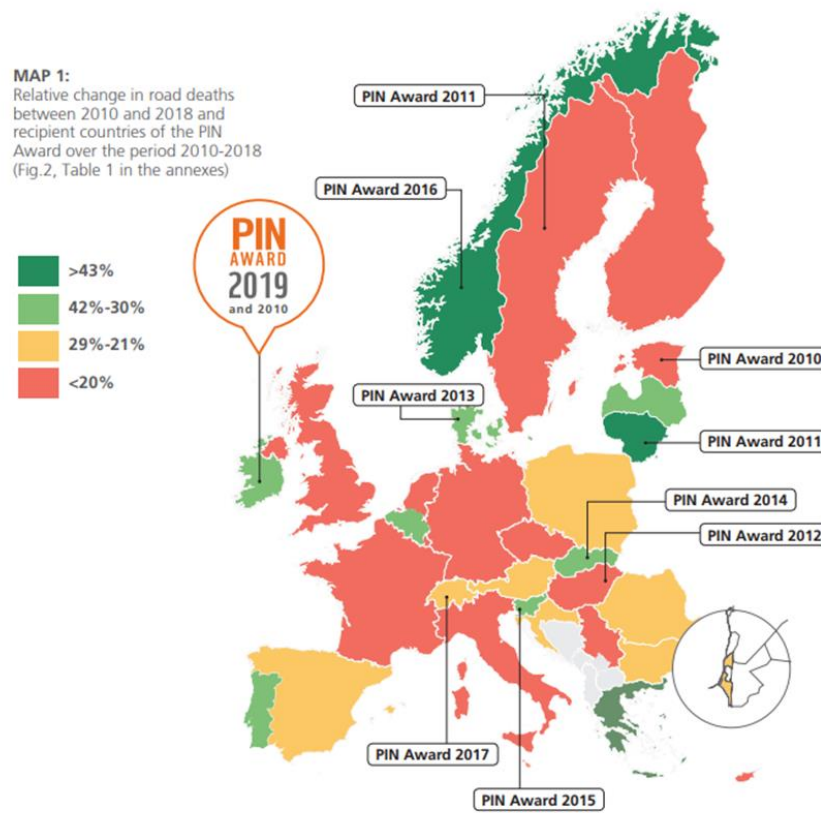 MAP 1:
Relative change in road deaths
between 2010 and 2018 and
recipient countries of the PIN
Award over the period 2010-2018
(Fig.2, Table 1 in the annexes)
PIN Award 2011
PIN Award 2016
PIN
AWARD
2019
and 2010
>43%
42%-30%
29%-21%
<20%
PIN Award 2010
PIN Award 2013
PIN Award 2011
PIN Award 2014
PIN Award 2012
PIN Award 2017
PIN Award 2015